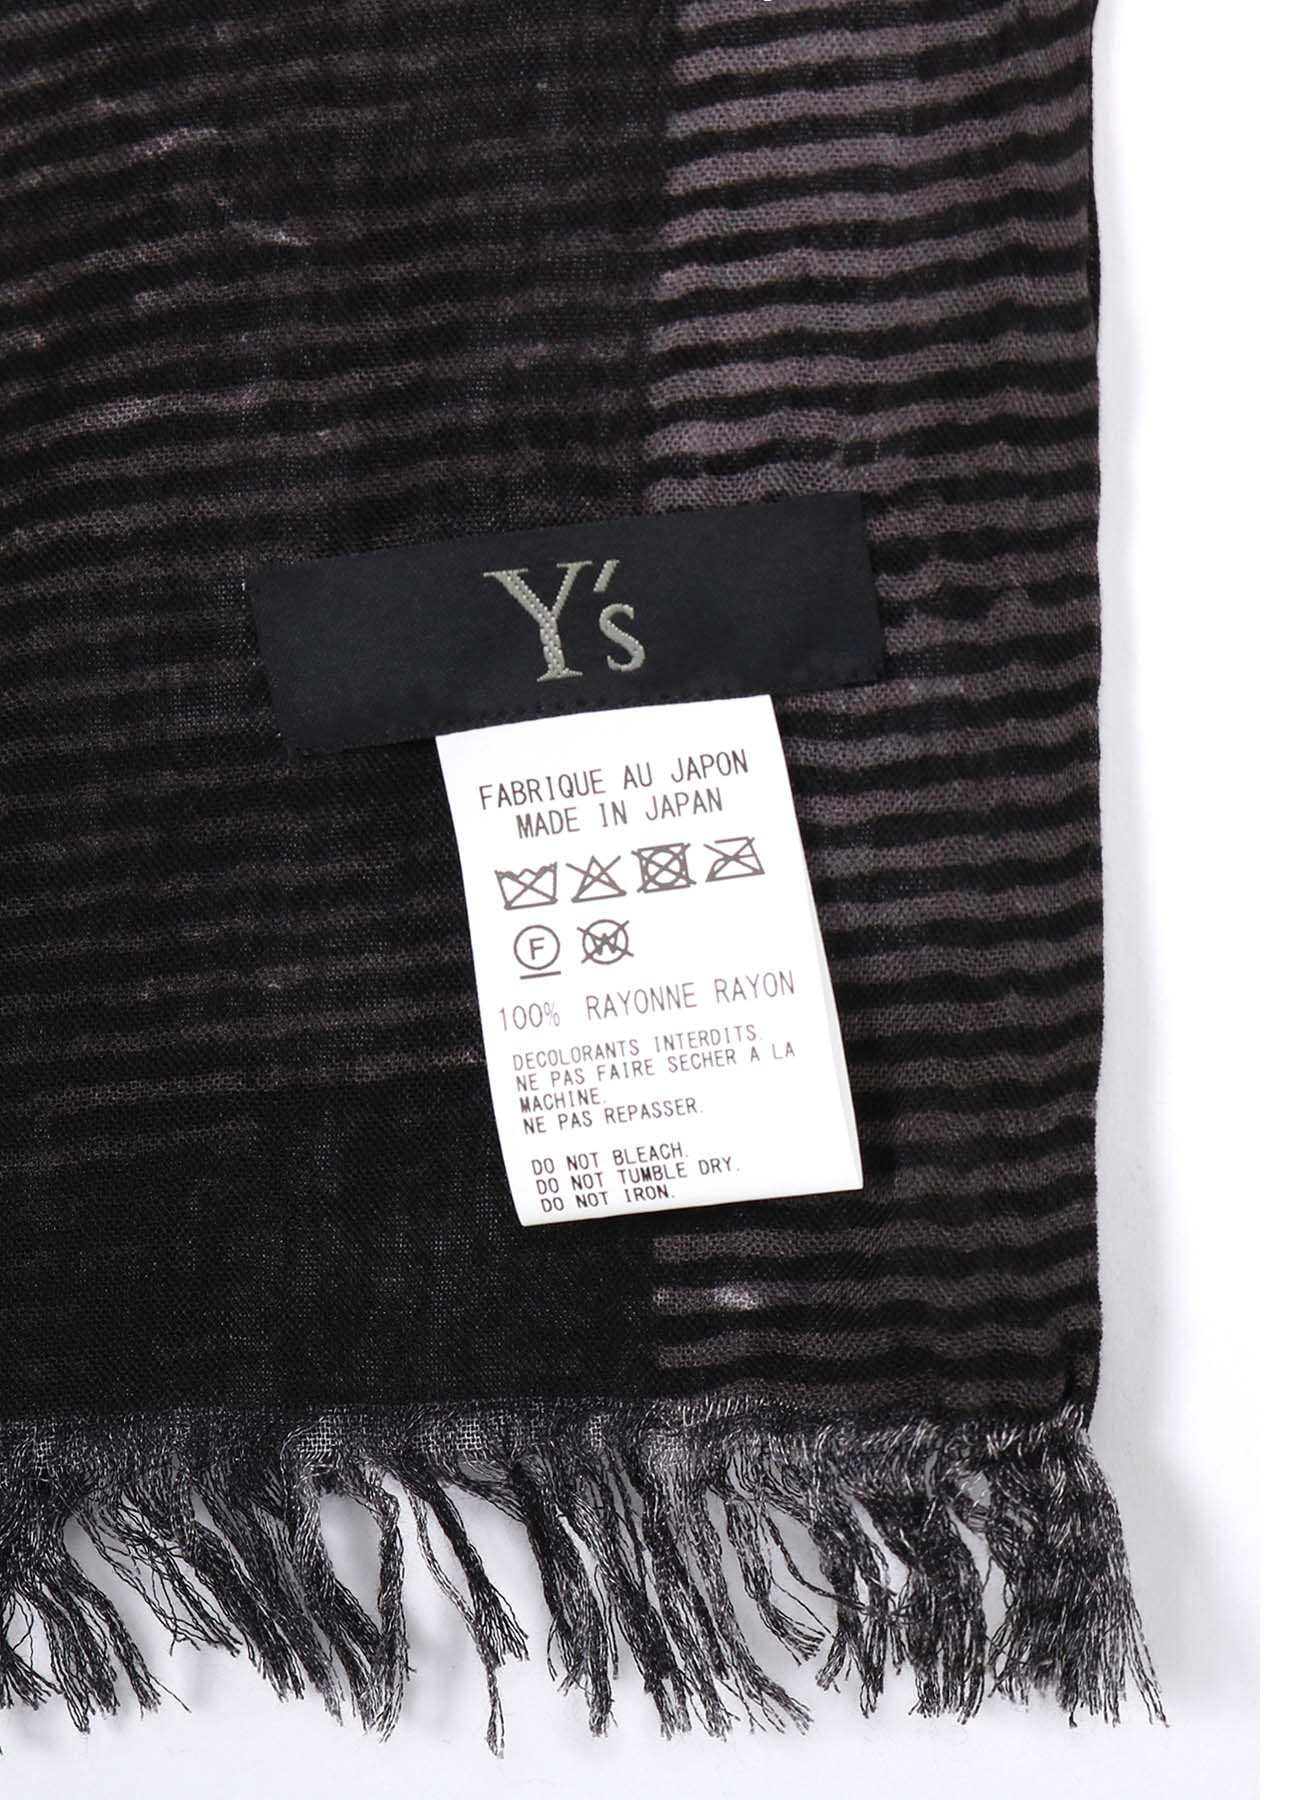 Y's
FABRIQUE AU JAPON
MADE IN JAPAN
F W
100% RAYONNE RAYON
DECOLORANTS INTERDITS.
NE PAS FAIRE SECHER A LA
MACHINE.
NE PAS REPASSER.
DO NOT BLEACH.
DO NOT TUMBLE DRY.
DO NOT IRON.